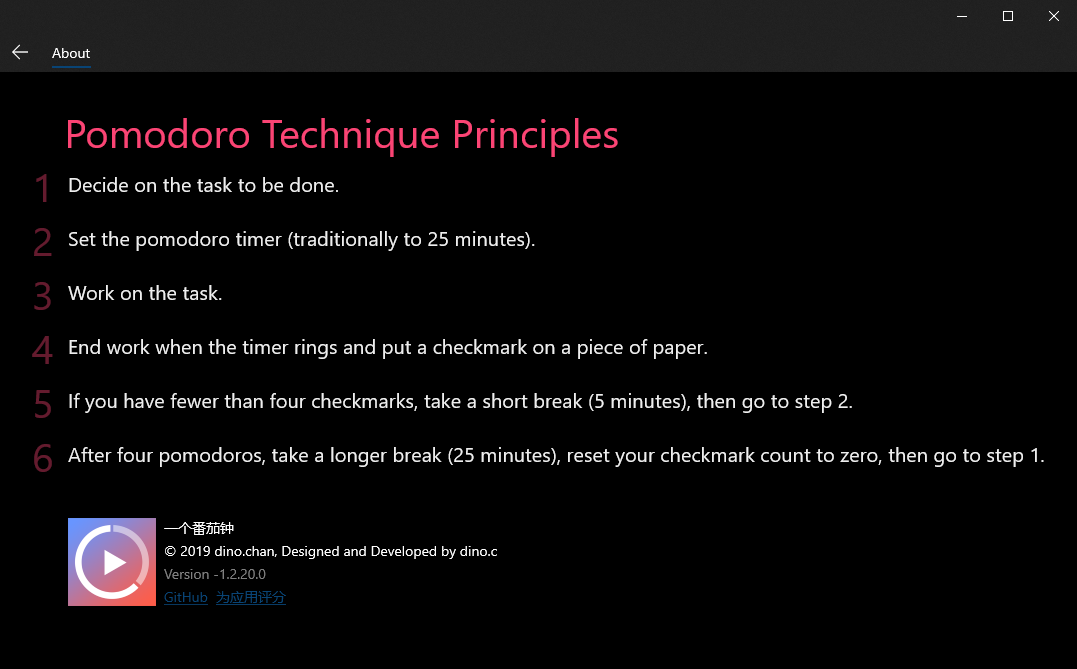 About
Pomodoro Technique Principles
1 Decide on the task to be done.
2 Set the pomodoro timer (traditionally to 25 minutes).
3 Work on the task.
4 End work when the timer rings and put a checkmark on a piece of paper.
5 If you have fewer than four checkmarks, take a short break (5 minutes), then go to step 2.
6 After four pomodoros, take a longer break (25 minutes), reset your checkmark count to zero, then go to step 1.
一个番茄钟
© 2019 dino.chan, Designed and Developed by dino.c
Version -1.2.20.0
GitHub 为应用评分